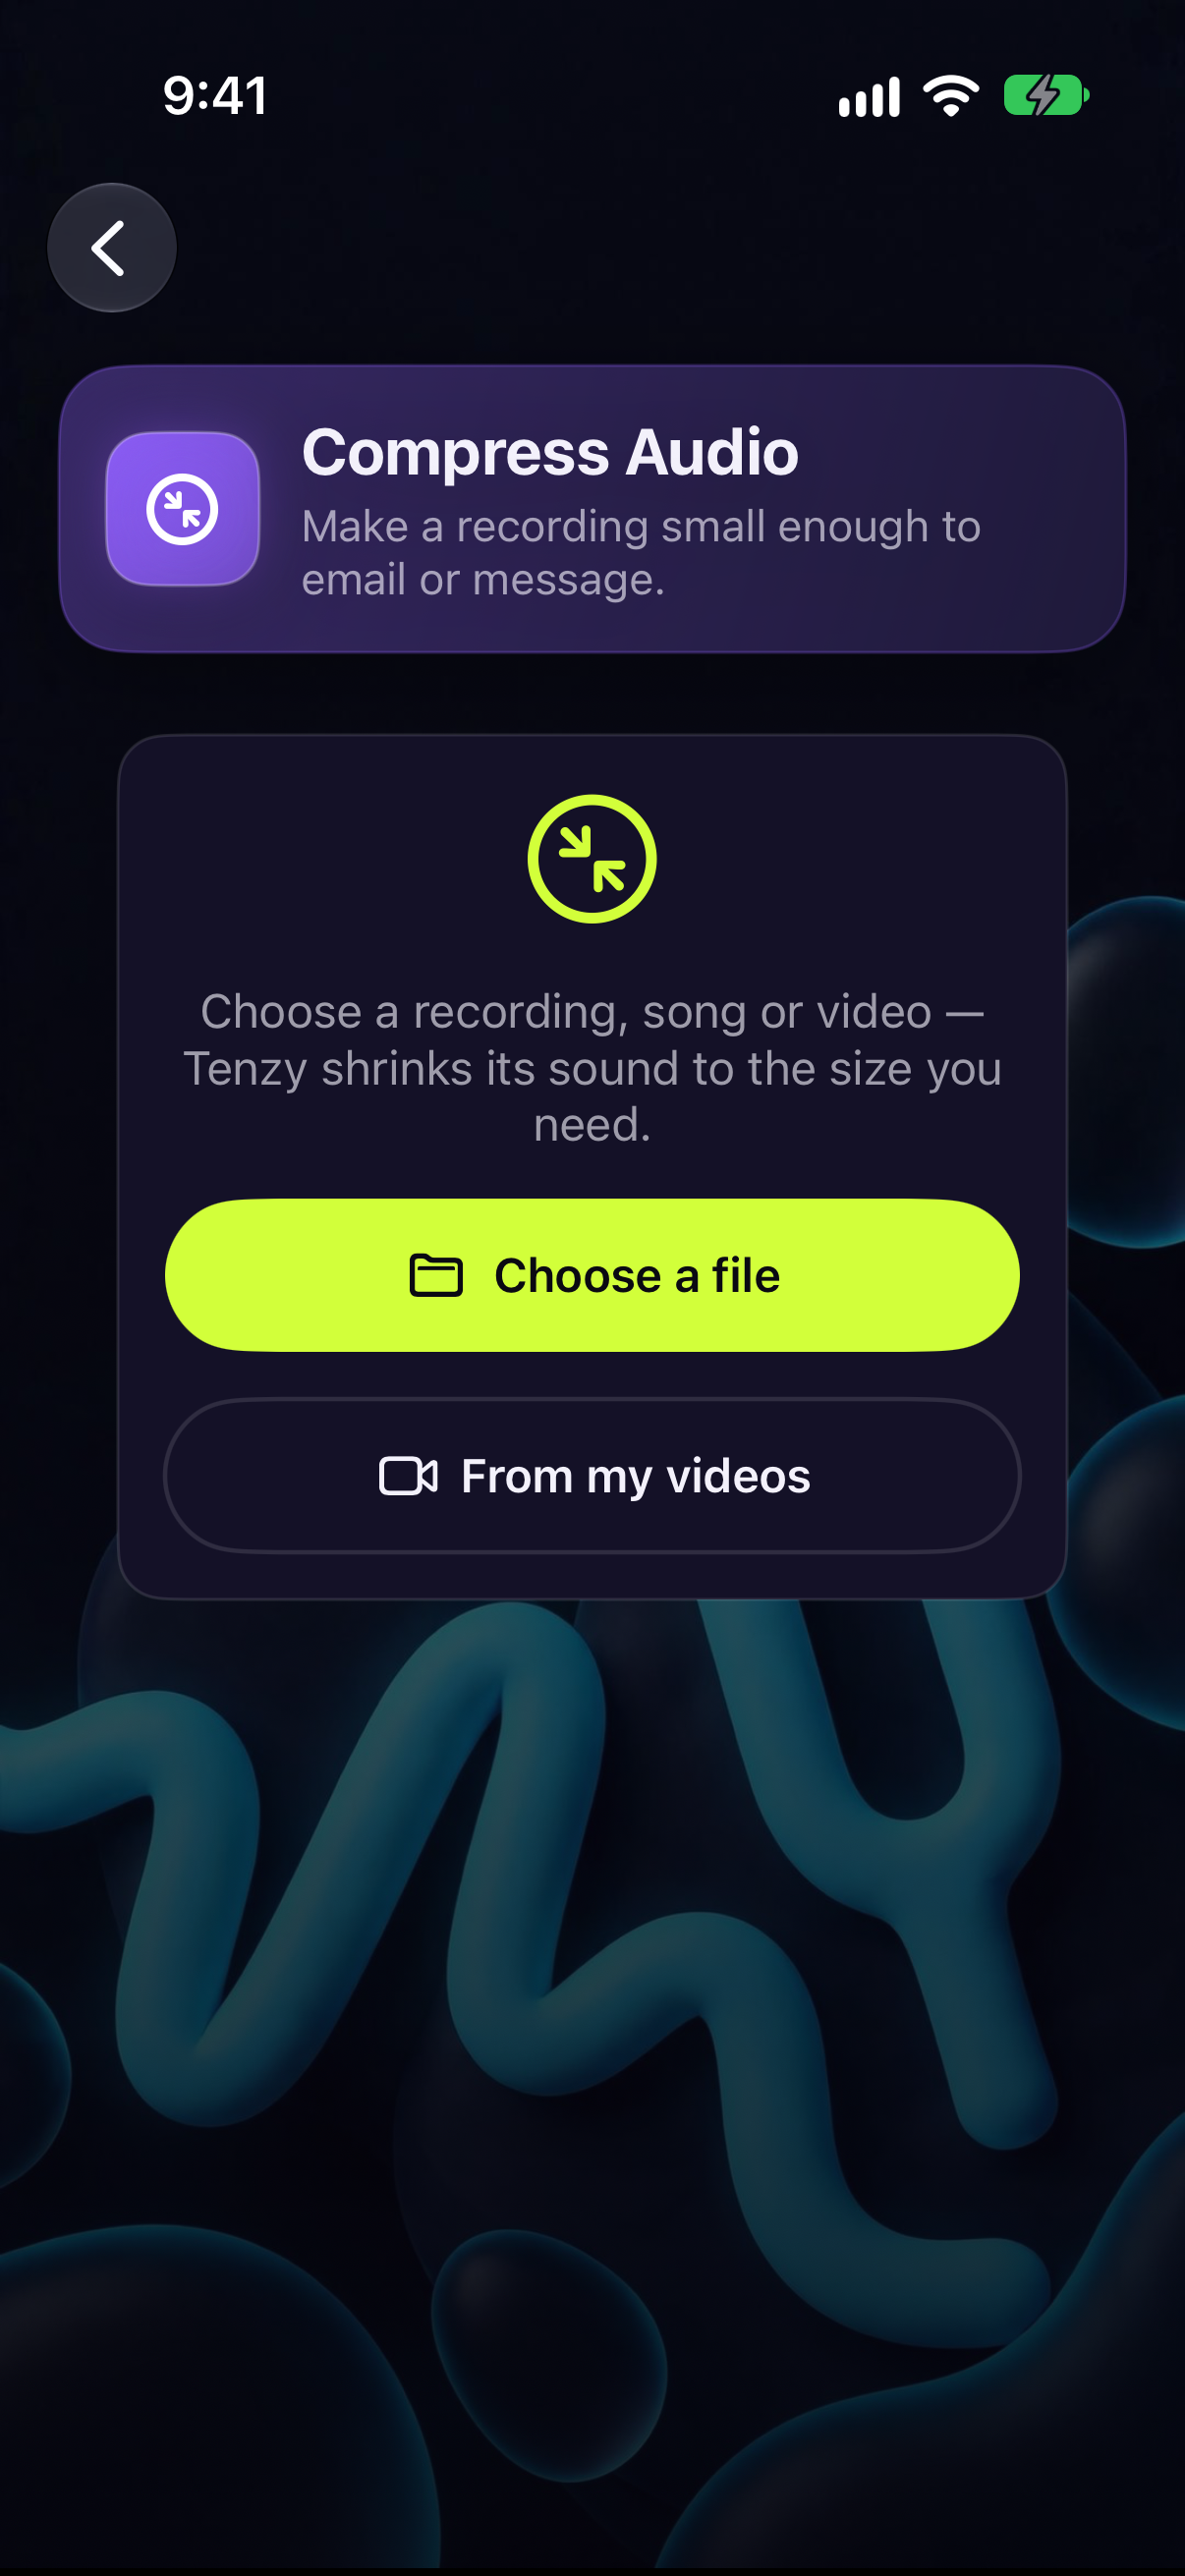 9:41
Compress Audio
Make a recording small enough to
email or message.
Choose a recording, song or video —
Tenzy shrinks its sound to the size you
need.
Choose a file
From my videos